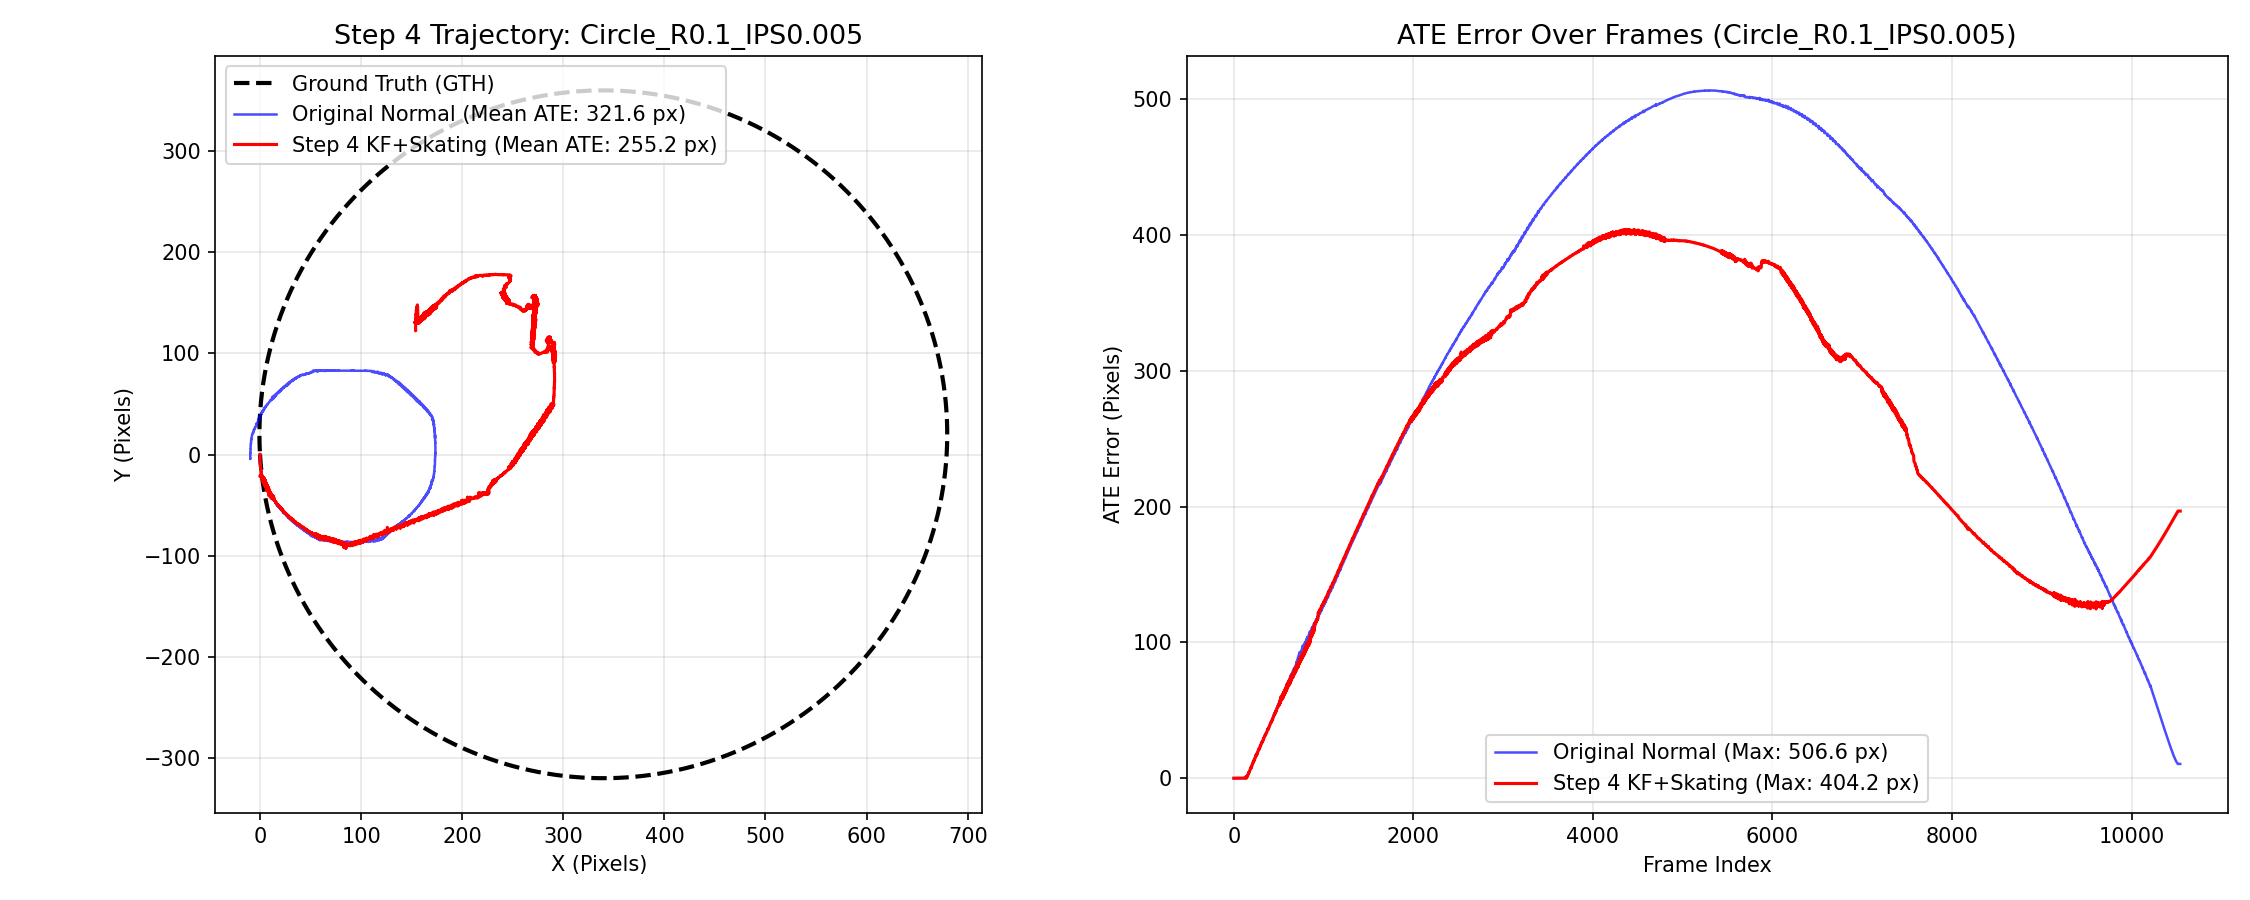 Step 4 Trajectory: Circle_R0.1_IPS0.005
Ground Truth (GTH)
Original Normal (Mean ATE: 321.6 px)
Step 4 KF+Skating (Mean ATE: 255.2 px)
300
200
100
0
−100
−200
−300
Y (Pixels)
0 100 200 300 400 500 600 700
X (Pixels)
ATE Error Over Frames (Circle_R0.1_IPS0.005)
500
400
300
200
100
0
ATE Error (Pixels)
Original Normal (Max: 506.6 px)
Step 4 KF+Skating (Max: 404.2 px)
0 2000 4000 6000 8000 10000
Frame Index